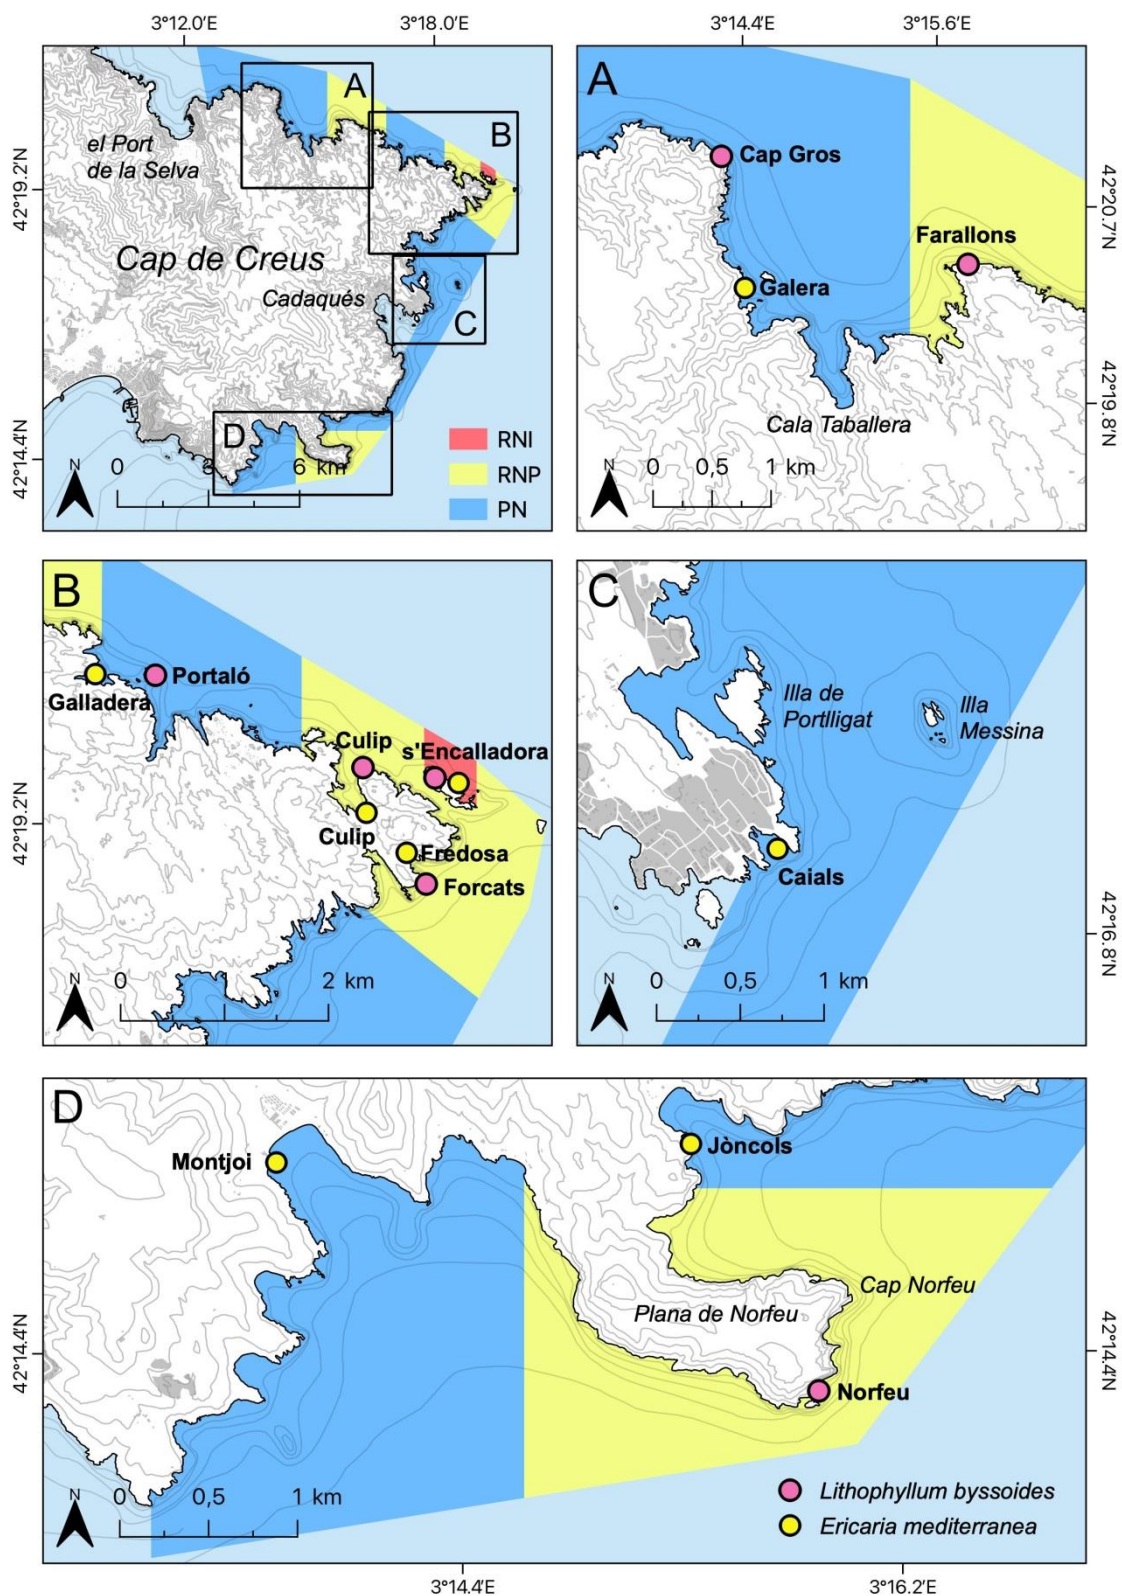 3°12.0′E
3°18.0′E
3°14.4′E
3°15.6′E
42°19.2′N
42°14.4′N
A
B
C
D
el Port
de la Selva
Cap de Creus
Cadaqués
N
0
6 km
RNI
RNP
PN
A
Cap Gros
Farallons
Galera
Cala Taballera
N
0
0,5
1 km
42°20.7′N
42°19.8′N
B
Portaló
Galladera
Culip
s'Encalladora
Culip
Fredosa
Forcats
N
0
2 km
42°19.2′N
C
Illa de
Portlligat
Illa
Messina
Caials
N
0
0,5
1 km
42°16.8′N
D
Montjoi
Jòncols
Cap Norfeu
Plana de Norfeu
Norfeu
N
0
0,5
1 km
Lithophyllum byssoides
Ericaria mediterranea
42°14.4′N
42°14.4′N
3°14.4′E
3°16.2′E